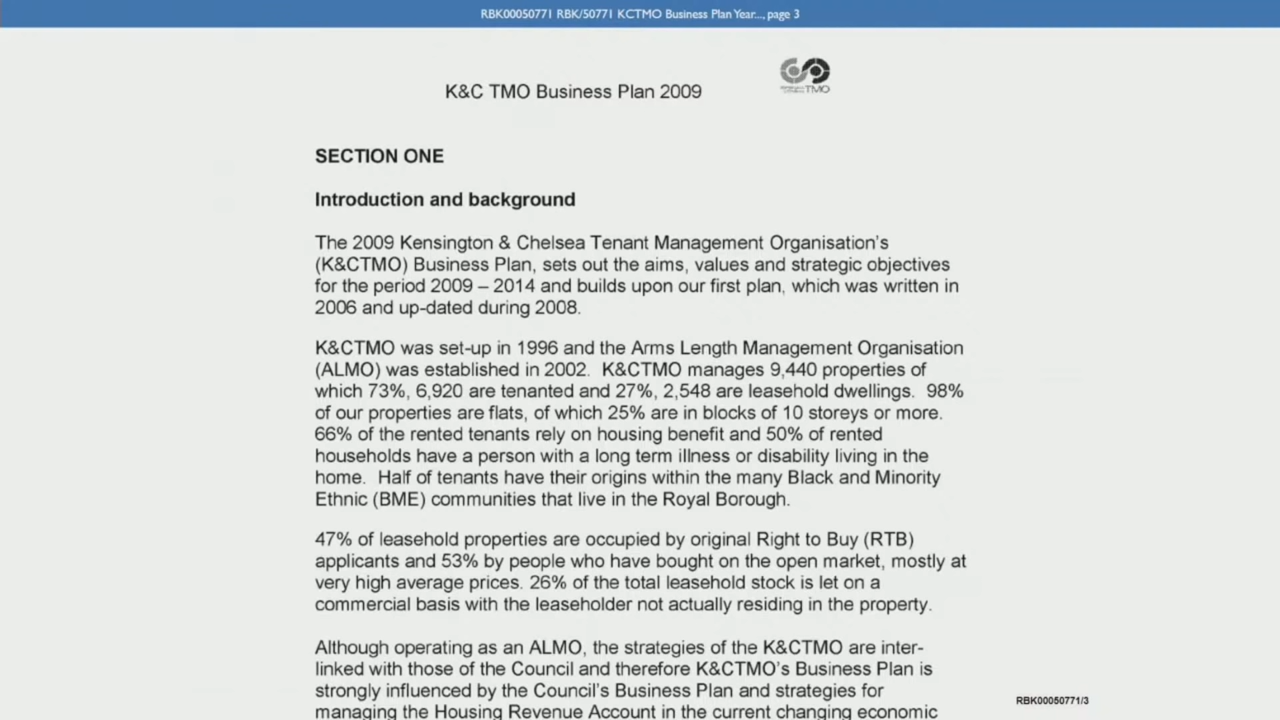 RBK00050771 RBK/50771 KCTMO Business Plan Year..., page 3
K&C TMO Business Plan 2009
TMO
SECTION ONE
Introduction and background
The 2009 Kensington & Chelsea Tenant Management Organisation's
(K&CTMO) Business Plan, sets out the aims, values and strategic objectives
for the period 2009 – 2014 and builds upon our first plan, which was written in
2006 and up-dated during 2008.
K&CTMO was set-up in 1996 and the Arms Length Management Organisation
(ALMO) was established in 2002.  K&CTMO manages 9,440 properties of
which 73%, 6,920 are tenanted and 27%, 2,548 are leasehold dwellings.  98%
of our properties are flats, of which 25% are in blocks of 10 storeys or more.
66% of the rented tenants rely on housing benefit and 50% of rented
households have a person with a long term illness or disability living in the
home.  Half of tenants have their origins within the many Black and Minority
Ethnic (BME) communities that live in the Royal Borough.
47% of leasehold properties are occupied by original Right to Buy (RTB)
applicants and 53% by people who have bought on the open market, mostly at
very high average prices. 26% of the total leasehold stock is let on a
commercial basis with the leaseholder not actually residing in the property.
Although operating as an ALMO, the strategies of the K&CTMO are inter-
linked with those of the Council and therefore K&CTMO's Business Plan is
strongly influenced by the Council's Business Plan and strategies for
managing the Housing Revenue Account in the current changing economic
RBK00050771/3